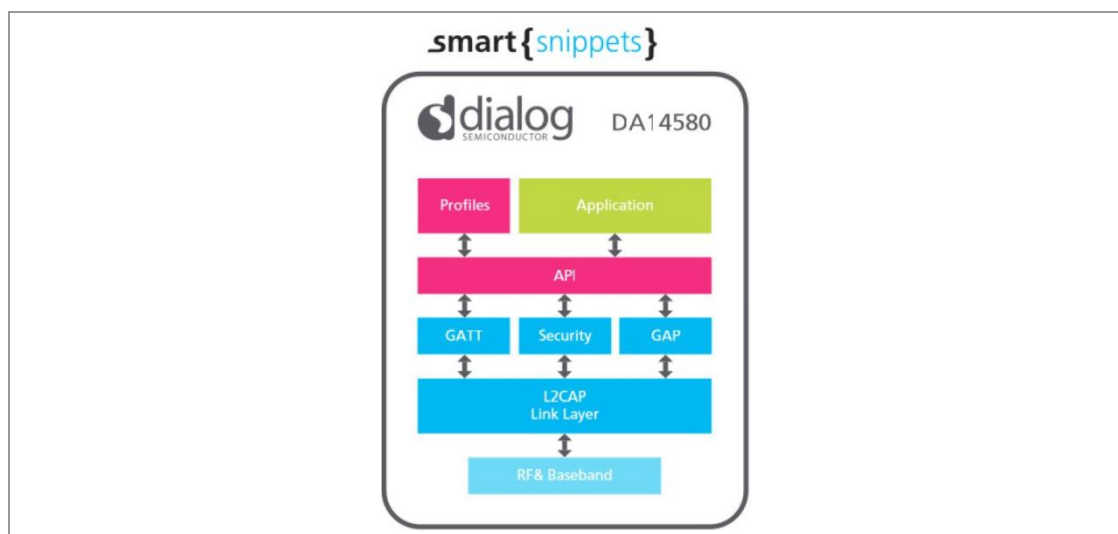 smart{snippets}
dialog
SEMICONDUCTOR
DA14580
Profiles
Application
API
GATT
Security
GAP
L2CAP
Link Layer
RF& Baseband